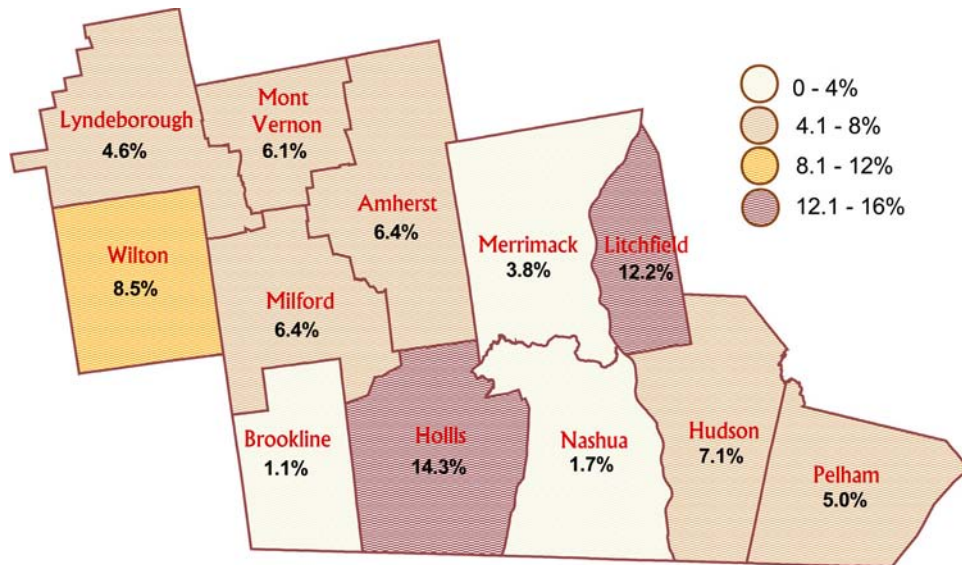 Lyndeborough
4.6%
Mont
Vernon
6.1%
Amherst
6.4%
Wilton
8.5%
Milford
6.4%
Merrimack
3.8%
Litchfield
12.2%
Brookline
1.1%
Hollis
14.3%
Nashua
1.7%
Hudson
7.1%
Pelham
5.0%
0 - 4%
4.1 - 8%
8.1 - 12%
12.1 - 16%